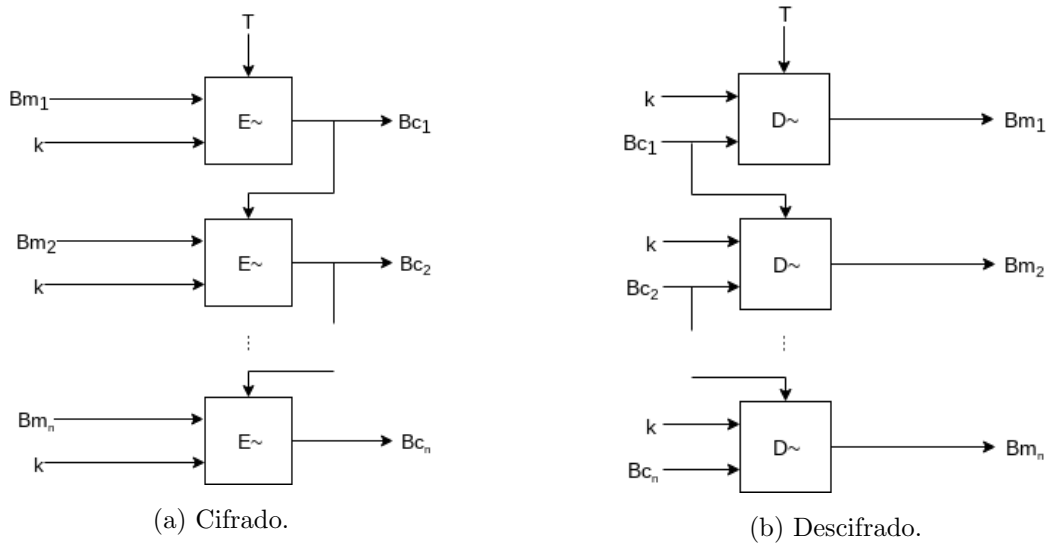 T
Bm1
k
E~
Bc1
Bm2
k
E~
Bc2
Bmn
k
E~
Bcn
(a) Cifrado.
T
k
Bc1
D~
Bm1
k
Bc2
D~
Bm2
k
Bcn
D~
Bmn
(b) Descifrado.